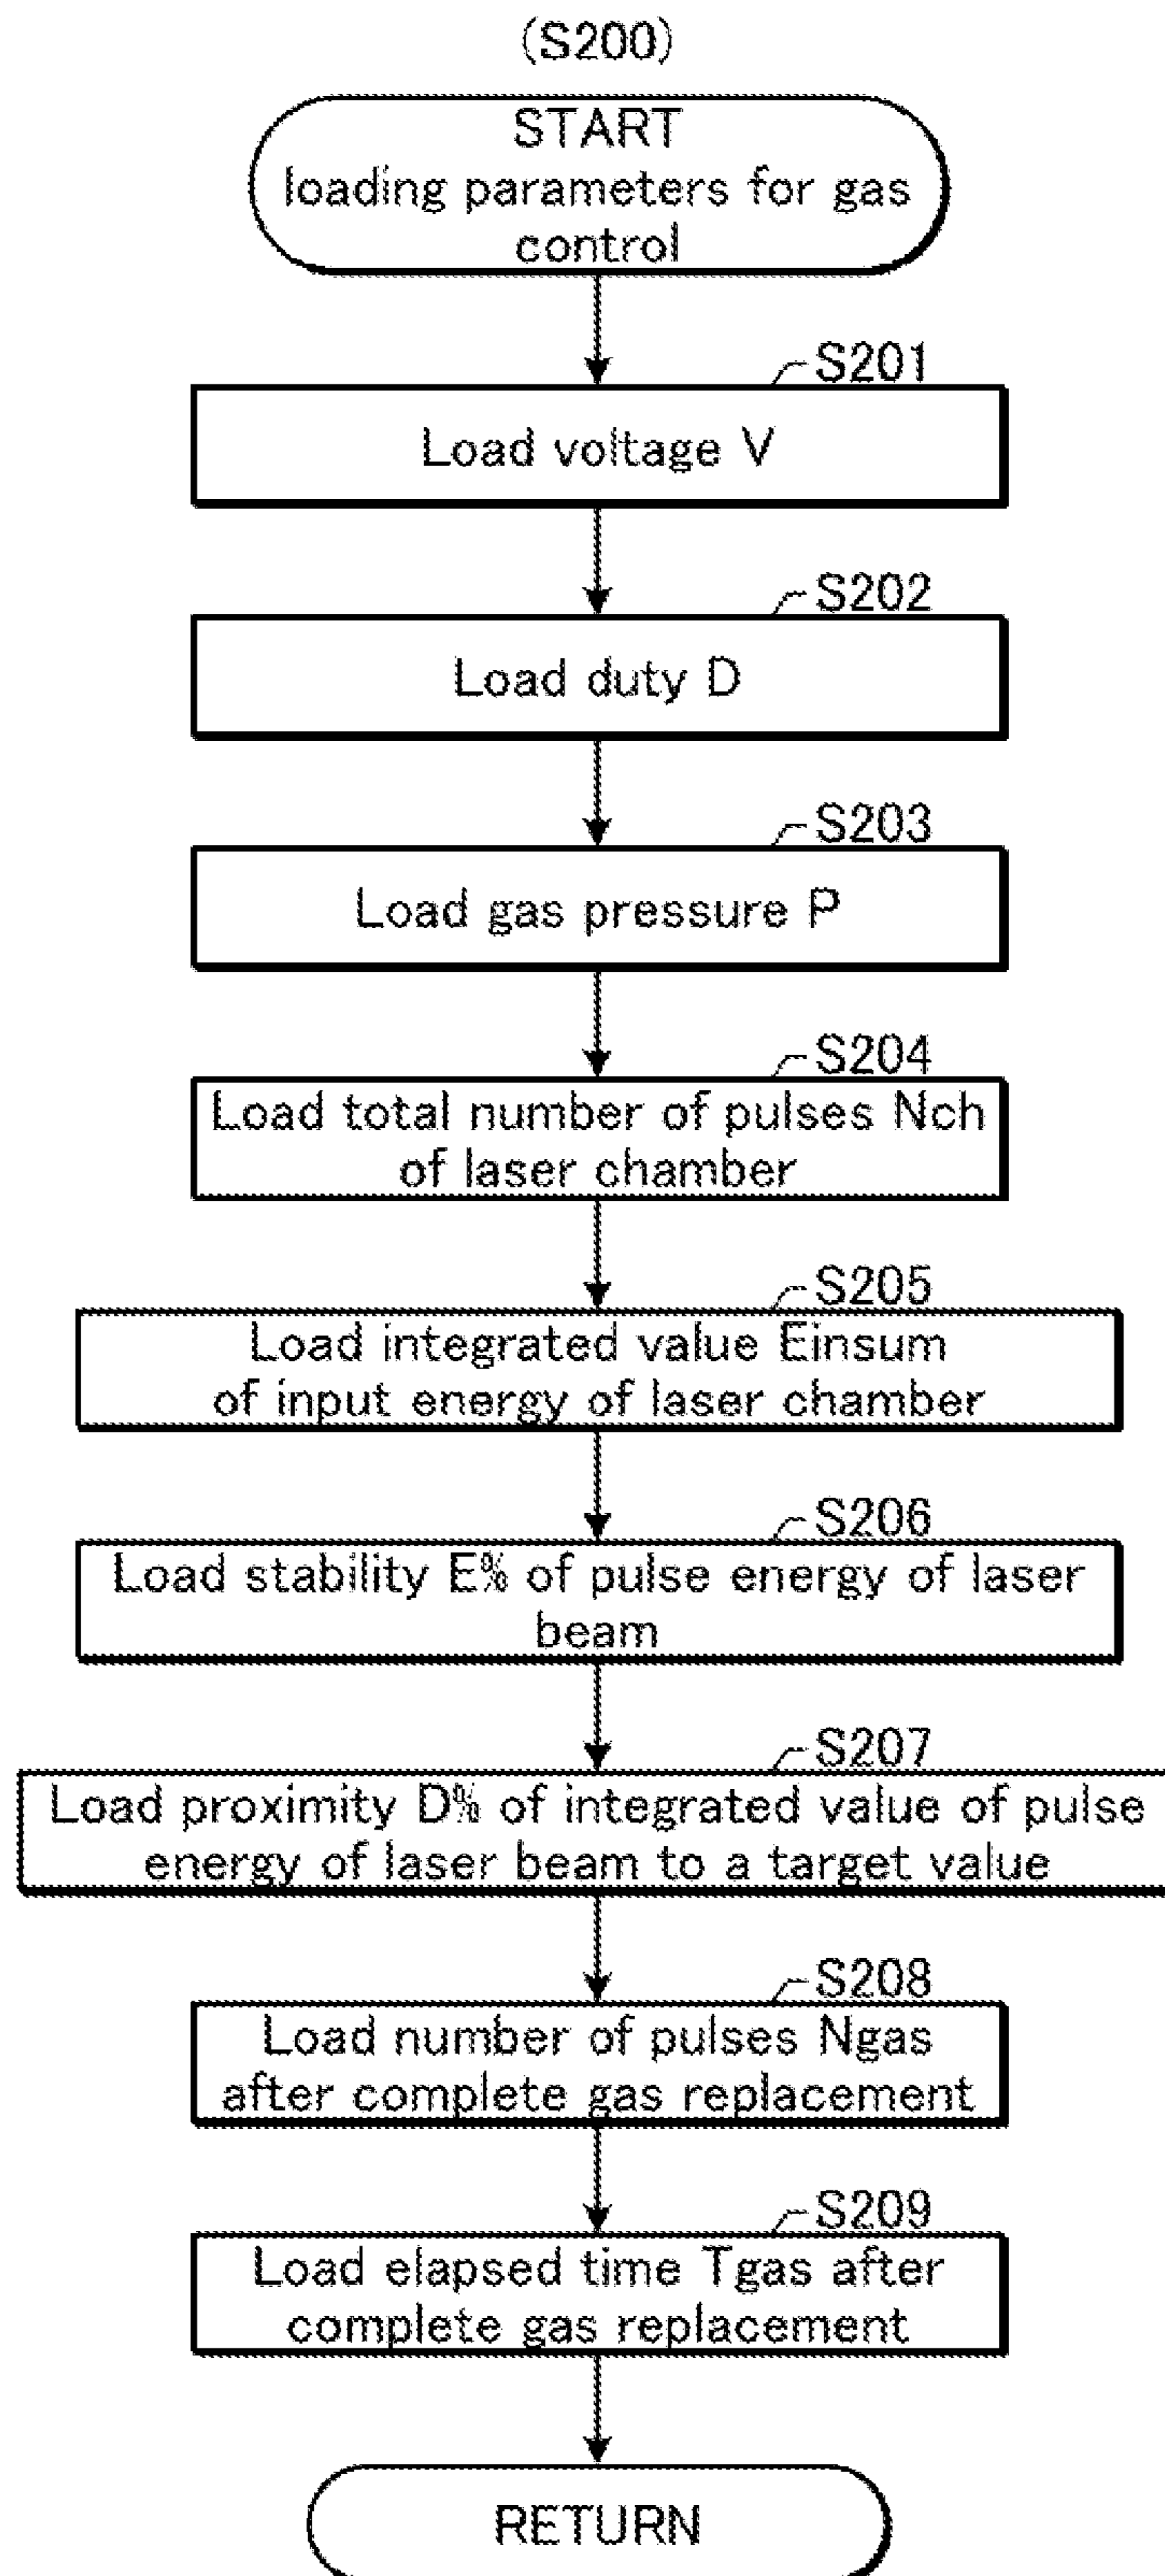 (S200)
START
loading parameters for gas
control
S201
Load voltage V
S202
Load duty D
S203
Load gas pressure P
S204
Load total number of pulses Nch
of laser chamber
S205
Load integrated value Einsum
of input energy of laser chamber
S206
Load stability E% of pulse energy of laser
beam
S207
Load proximity D% of integrated value of pulse
energy of laser beam to a target value
S208
Load number of pulses Ngas
after complete gas replacement
S209
Load elapsed time Tgas after
complete gas replacement
RETURN